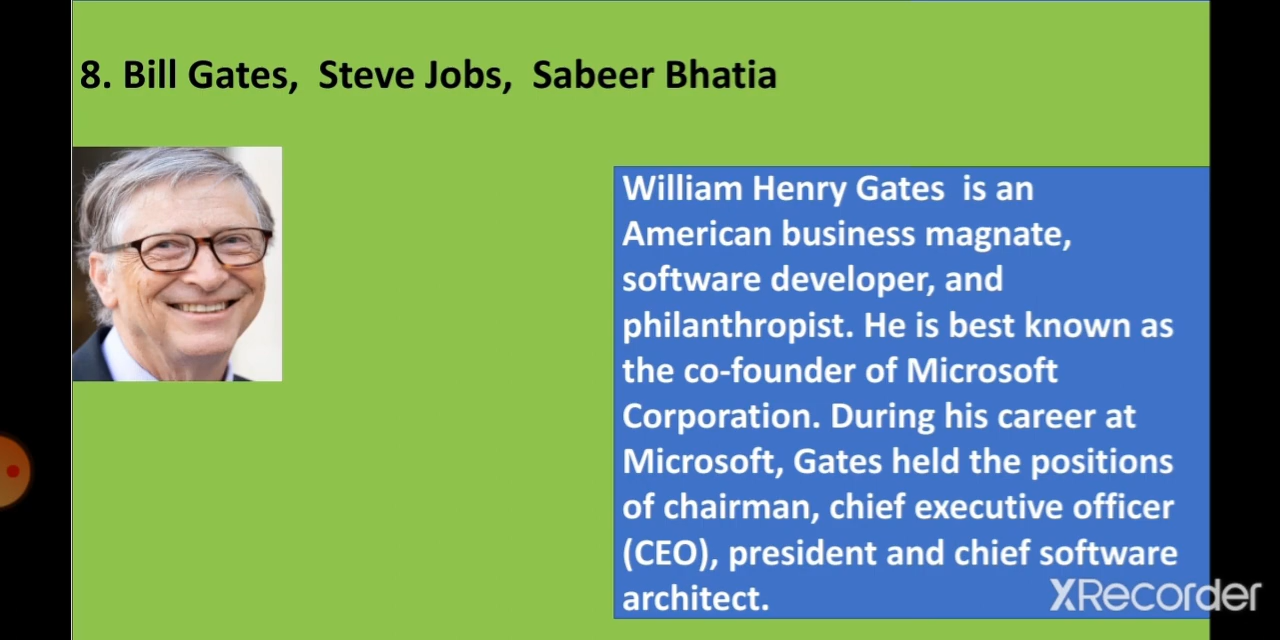 8. Bill Gates, Steve Jobs, Sabeer Bhatia
William Henry Gates is an
American business magnate,
software developer, and
philanthropist. He is best known as
the co-founder of Microsoft
Corporation. During his career at
Microsoft, Gates held the positions
of chairman, chief executive officer
(CEO), president and chief software
architect.
XRecorder